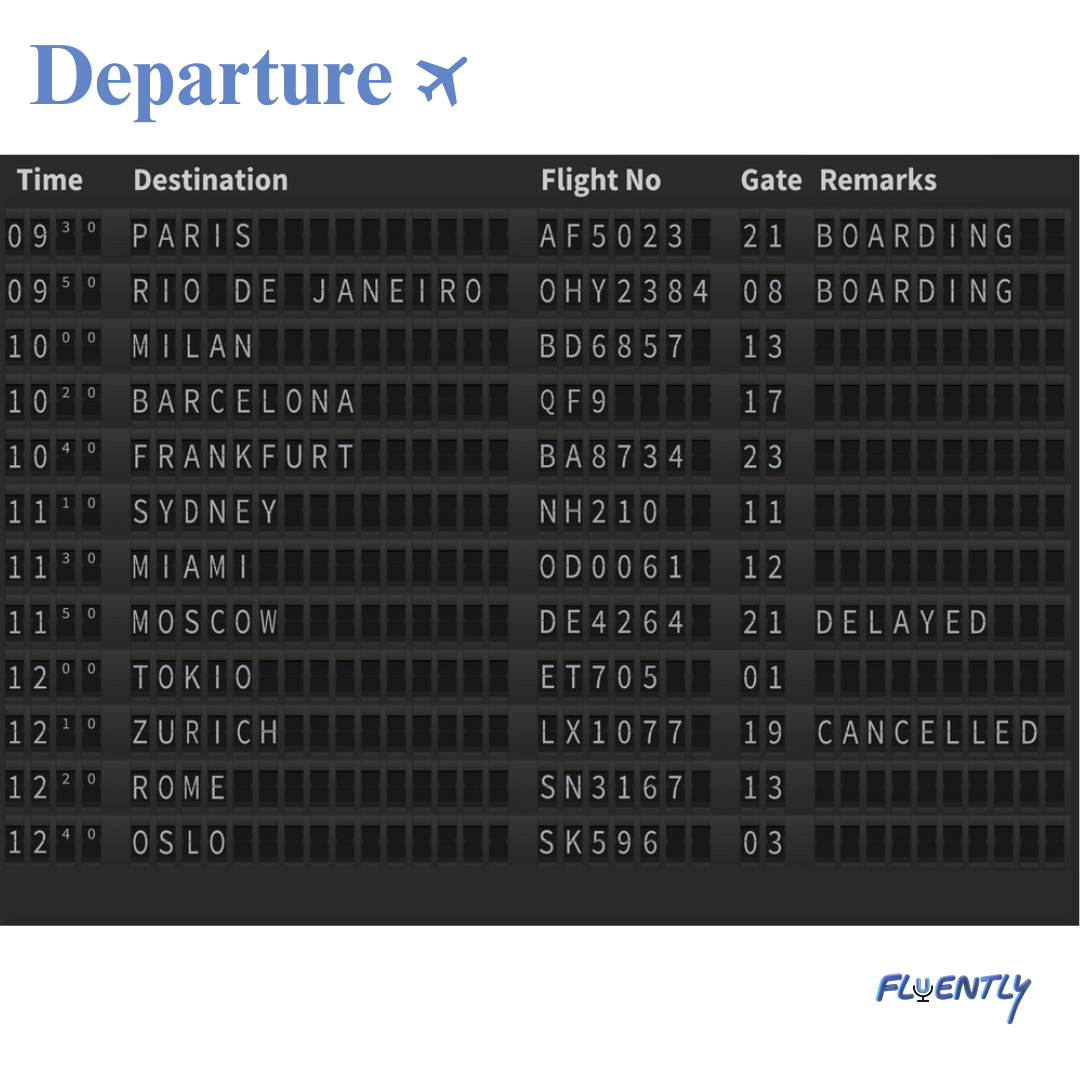 Departure
Time Destination Flight No Gate Remarks
09 30 PARIS AF5023 21 BOARDING
09 50 RIO DE JANEIRO OHY2384 08 BOARDING
10 00 MILAN BD6857 13
10 20 BARCELONA QF9 17
10 40 FRANKFURT BA8734 23
11 10 SYDNEY NH210 11
11 30 MIAMI OD0061 12
11 50 MOSCOW DE4264 21 DELAYED
12 00 TOKIO ET705 01
12 10 ZURICH LX1077 19 CANCELLED
12 20 ROME SN3167 13
12 40 OSLO SK596 03
FLUENTLY